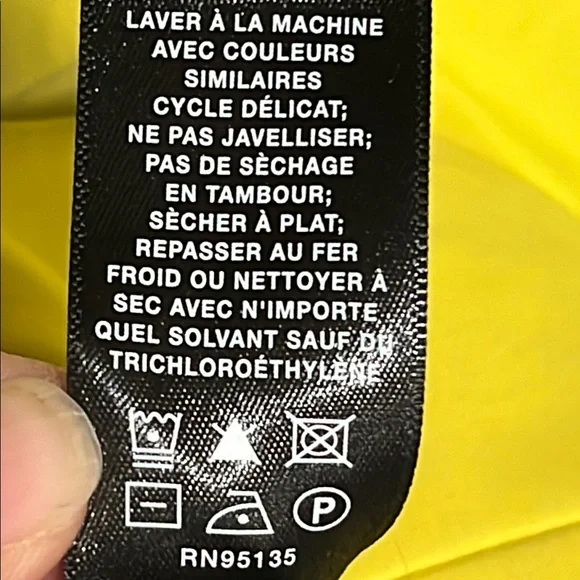 LAVER À LA MACHINE
AVEC COULEURS
SIMILAIRES
CYCLE DÉLICAT;
NE PAS JAVELLISER;
PAS DE SÈCHAGE
EN TAMBOUR;
SÈCHER À PLAT;
REPASSER AU FER
FROID OU NETTOYER À
SEC AVEC N'IMPORTE
QUEL SOLVANT SAUF DU
TRICHLOROÉTHYLÈNE
P
RN95135